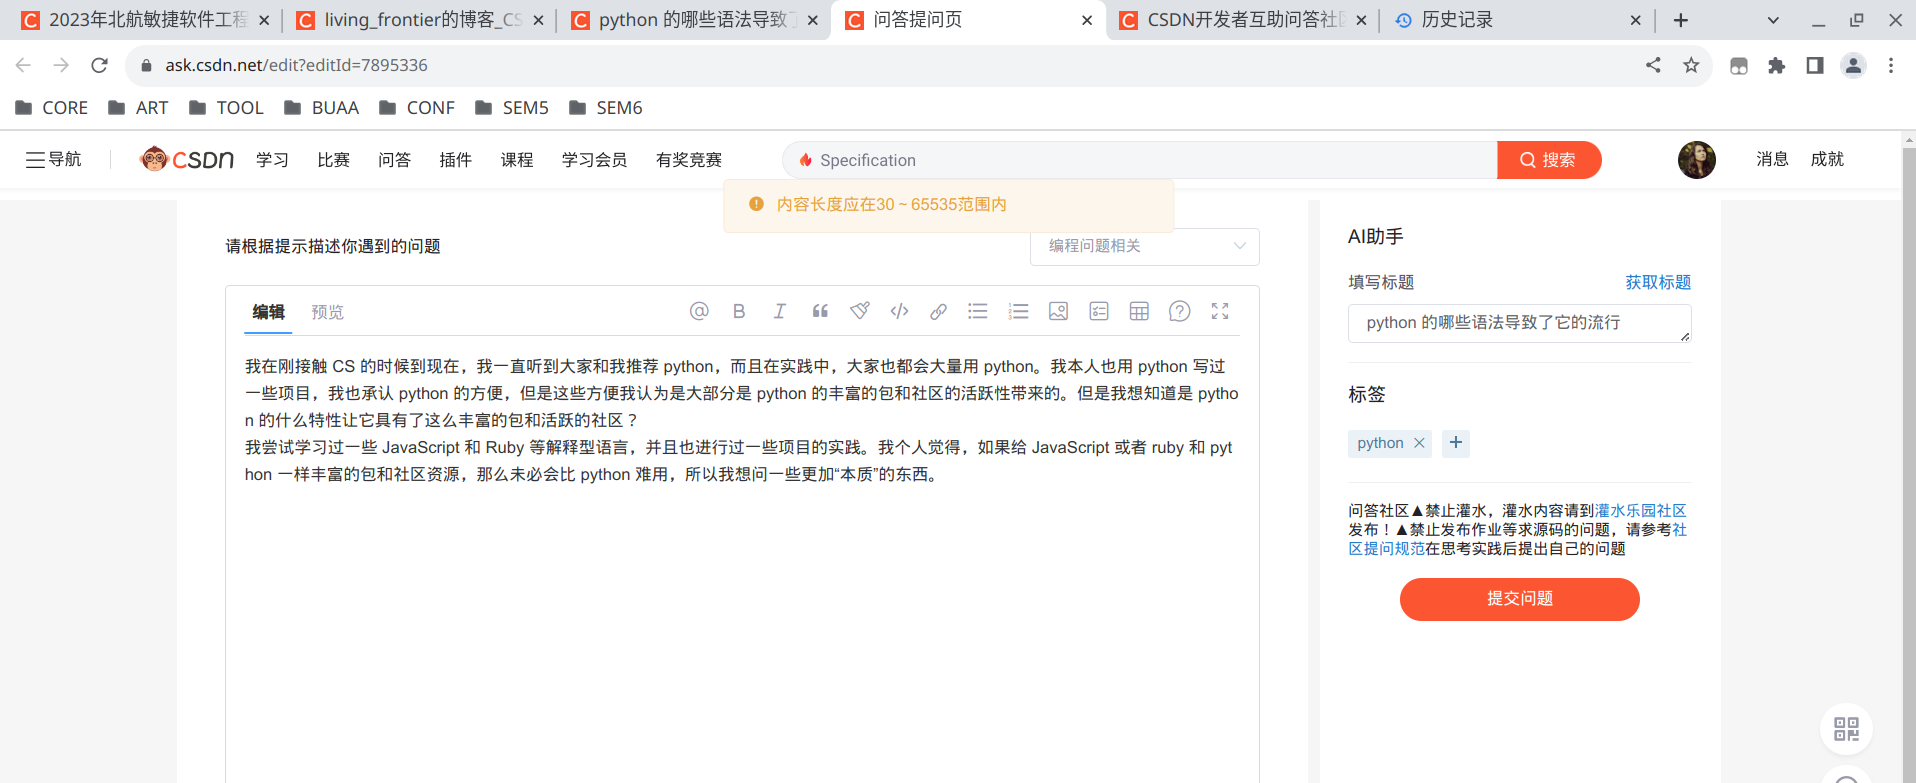 2023年北航敏捷软件工程
living_frontier的博客_CS
python 的哪些语法导致了
问答提问页
CSDN开发者互助问答社区
历史记录
ask.csdn.net/edit?editId=7895336
CORE ART TOOL BUAA CONF SEM5 SEM6
导航 CSDN 学习 比赛 问答 插件 课程 学习会员 有奖竞赛 Specification 搜索 消息 成就
内容长度应在30 ~ 65535范围内
请根据提示描述你遇到的问题
编程问题相关
编辑 预览
我在刚接触 CS 的时候到现在，我一直听到大家和我推荐 python，而且在实践中，大家也都会大量用 python。我本人也用 python 写过
一些项目，我也承认 python 的方便，但是这些方便我认为是大部分是 python 的丰富的包和社区的活跃性带来的。但是我想知道是 pytho
n 的什么特性让它具有了这么丰富的包和活跃的社区？
我尝试学习过一些 JavaScript 和 Ruby 等解释型语言，并且也进行过一些项目的实践。我个人觉得，如果给 JavaScript 或者 ruby 和 pyt
hon 一样丰富的包和社区资源，那么未必会比 python 难用，所以我想问一些更加“本质”的东西。
AI助手
填写标题 获取标题
python 的哪些语法导致了它的流行
标签
python
问答社区▲禁止灌水，灌水内容请到灌水乐园社区
发布！▲禁止发布作业等求源码的问题，请参考社
区提问规范在思考实践后提出自己的问题
提交问题